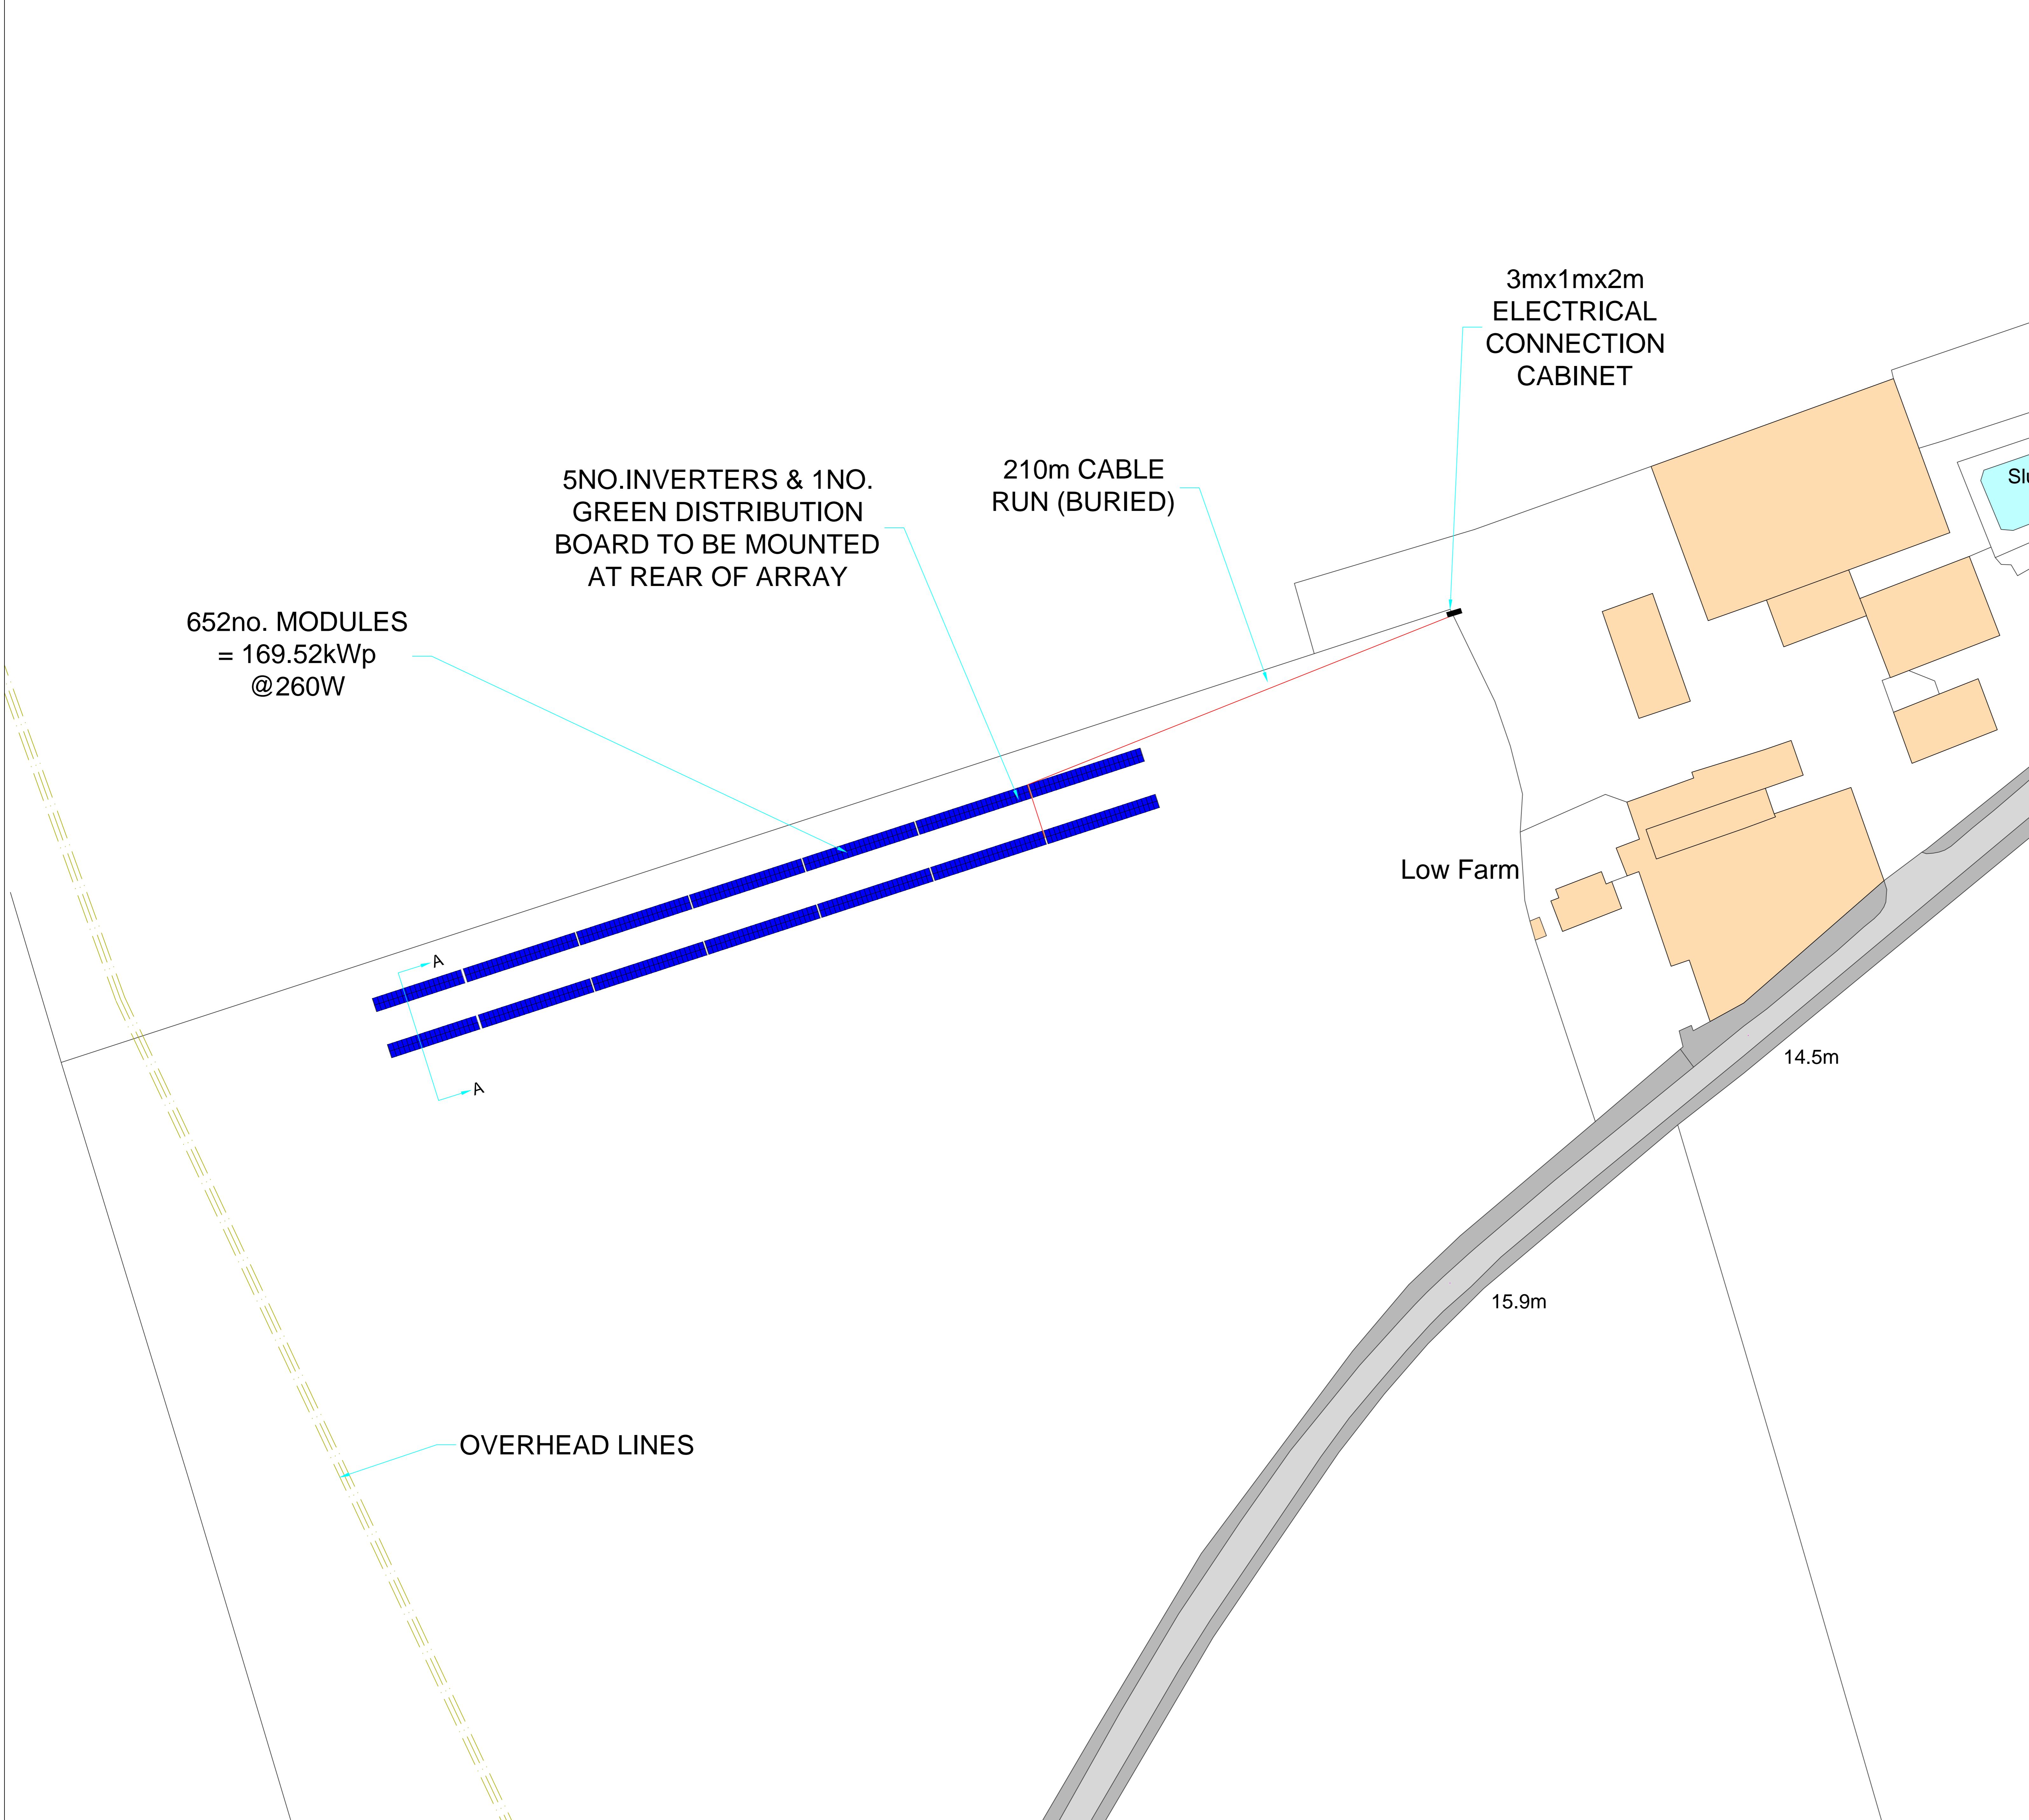 3mx1mx2m
ELECTRICAL
CONNECTION
CABINET
5NO.INVERTERS & 1NO.
GREEN DISTRIBUTION
BOARD TO BE MOUNTED
AT REAR OF ARRAY
210m CABLE
RUN (BURIED)
652no. MODULES
= 169.52kWp
@260W
Low Farm
A
A
14.5m
15.9m
OVERHEAD LINES